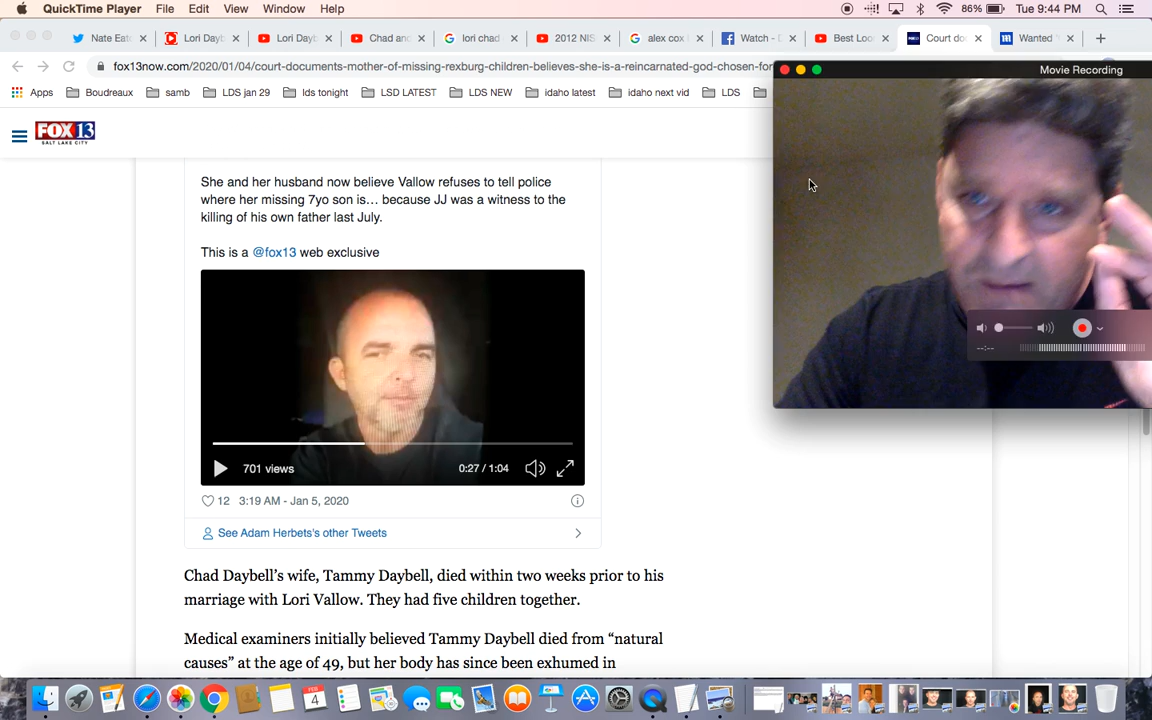 QuickTime Player File Edit View Window Help 86% Tue 9:44 PM
Nate Eat Lori Dayb Lori Dayb Chad an lori chad 2012 NIS alex cox Watch - D Best Loo Court do Wanted
fox13now.com/2020/01/04/court-documents-mother-of-missing-rexburg-children-believes-she-is-a-reincarnated-god-chosen-for
Movie Recording
Apps Boudreaux samb LDS jan 29 lds tonight LSD LATEST LDS NEW idaho latest idaho next vid LDS
FOX 13
SALT LAKE CITY
She and her husband now believe Vallow refuses to tell police
where her missing 7yo son is... because JJ was a witness to the
killing of his own father last July.
This is a @fox13 web exclusive
--:--
701 views 0:27 / 1:04
12 3:19 AM - Jan 5, 2020
See Adam Herbets's other Tweets
Chad Daybell’s wife, Tammy Daybell, died within two weeks prior to his
marriage with Lori Vallow. They had five children together.
Medical examiners initially believed Tammy Daybell died from “natural
causes” at the age of 49, but her body has since been exhumed in
FEB
4